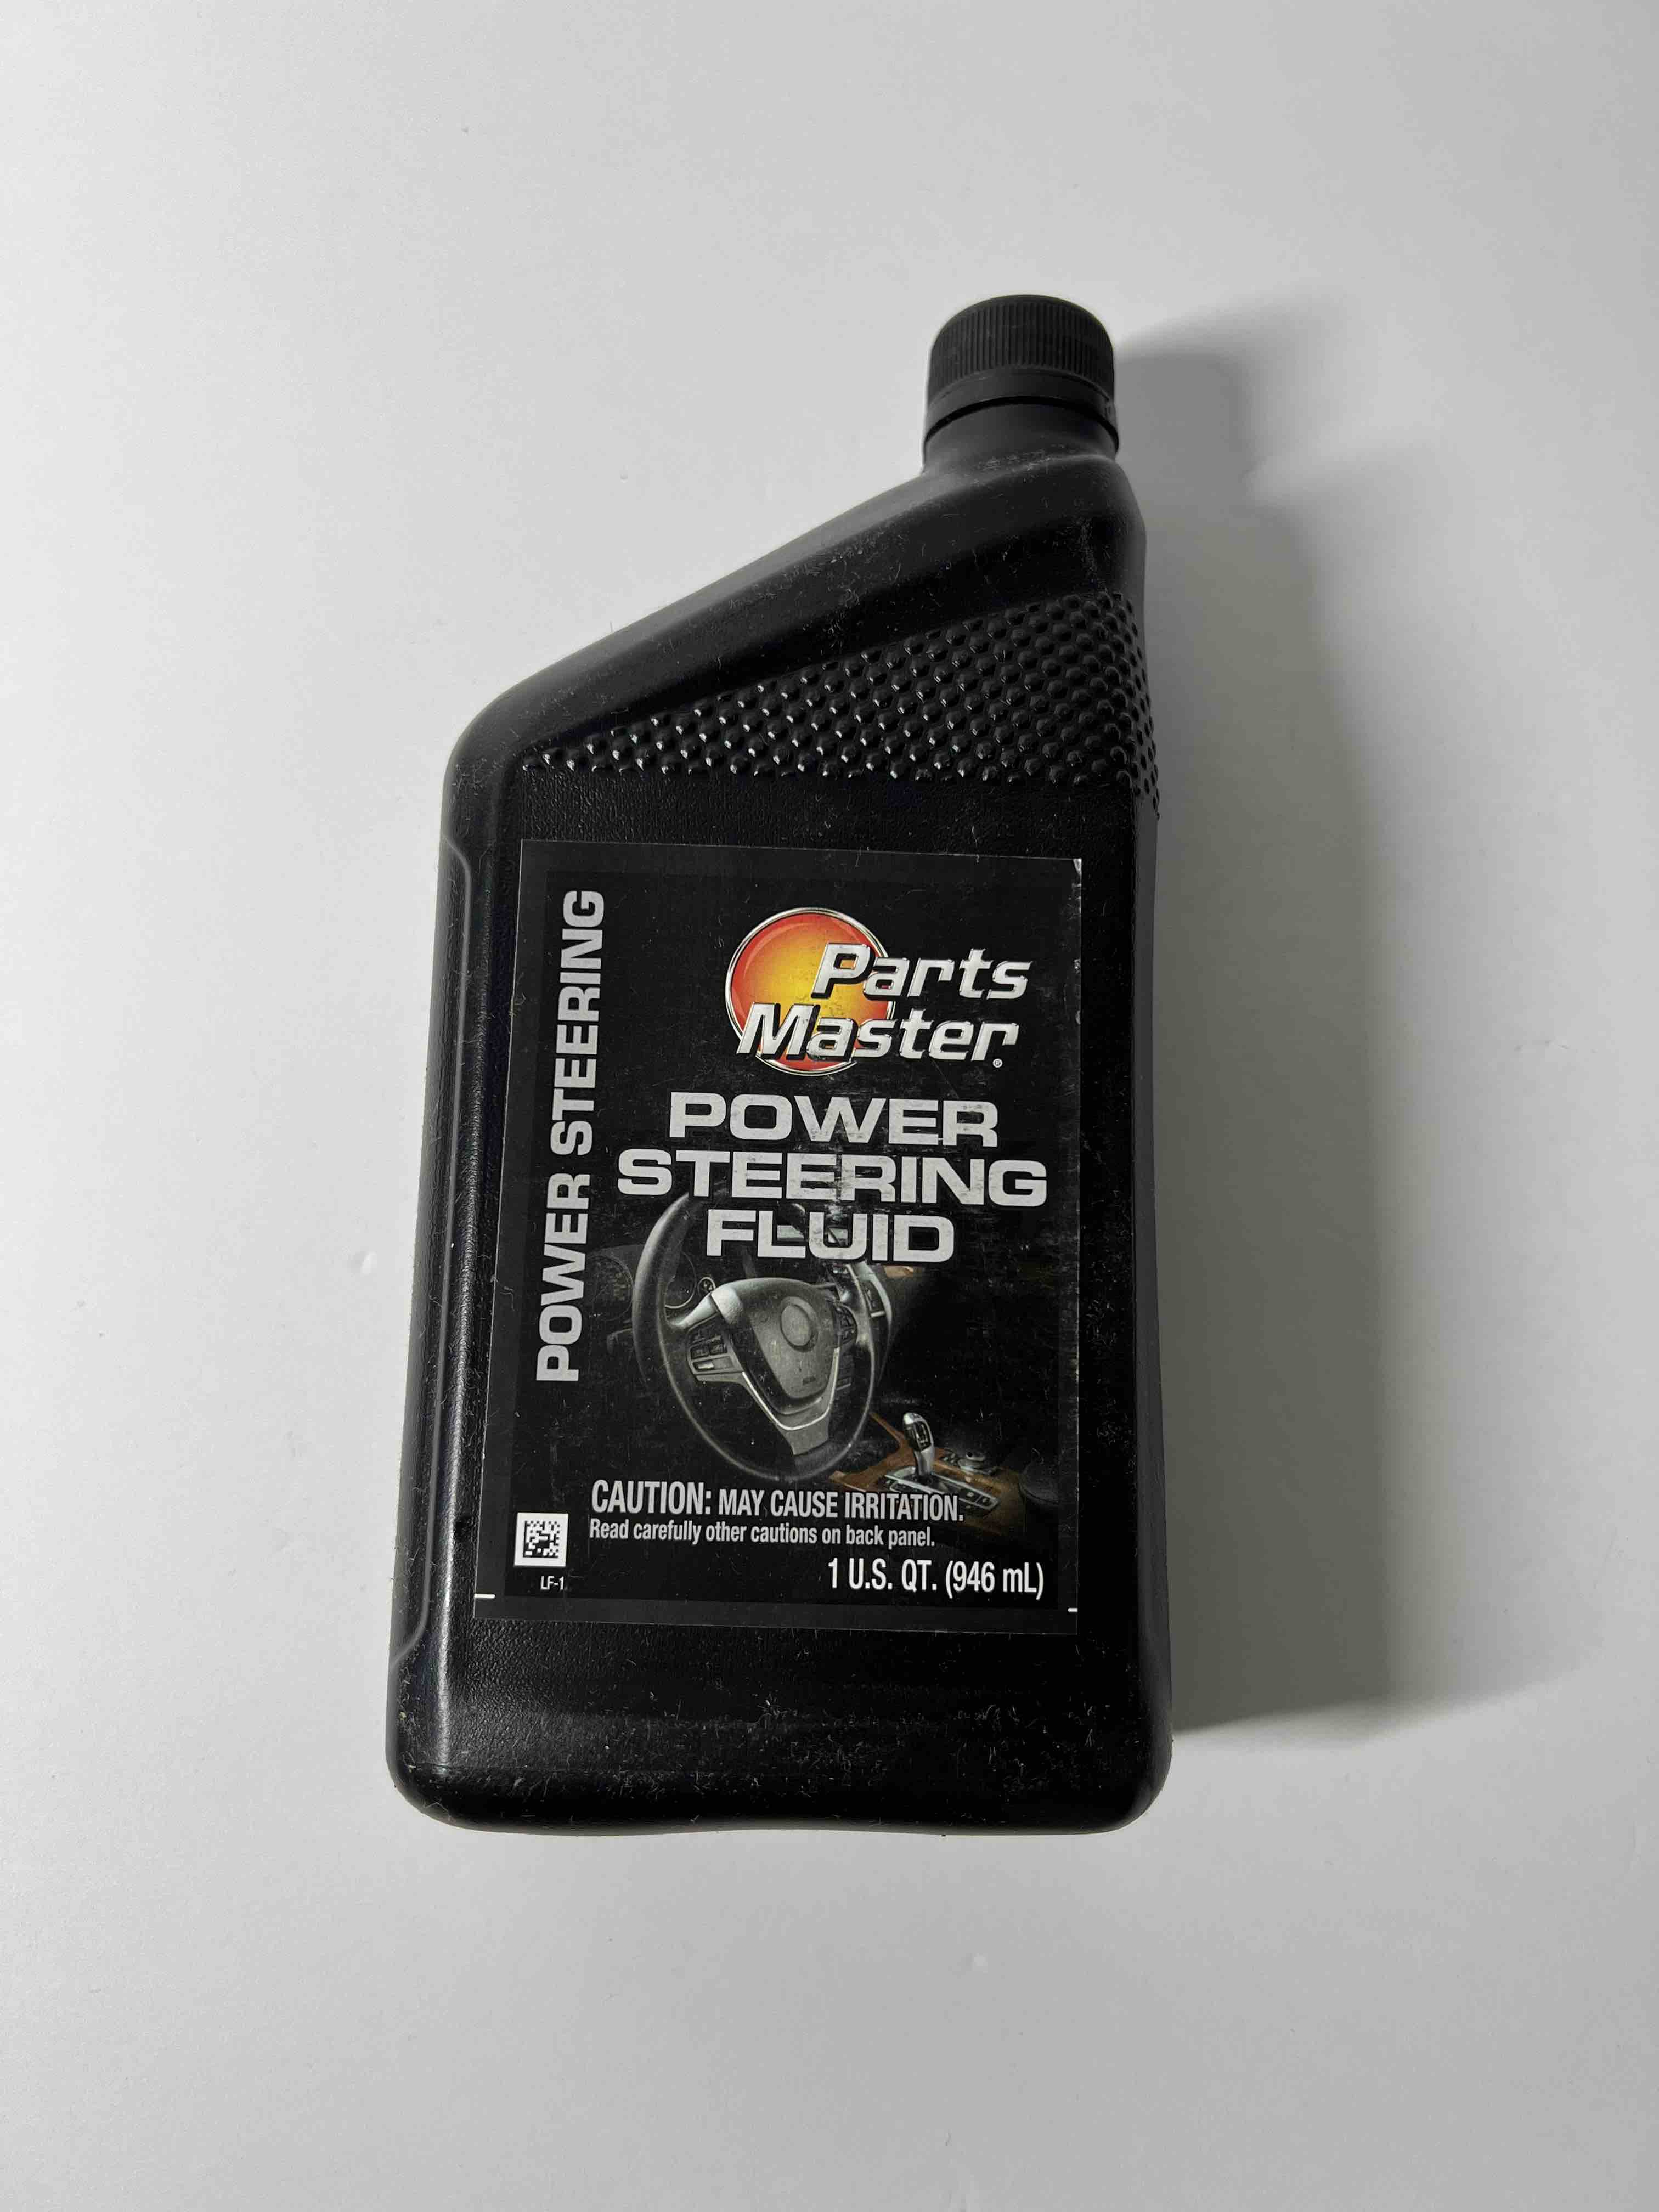 POWER STEERING
Parts
Master®
POWER
STEERING
FLUID
CAUTION: MAY CAUSE IRRITATION.
Read carefully other cautions on back panel.
LF-1
1 U.S. QT. (946 mL)